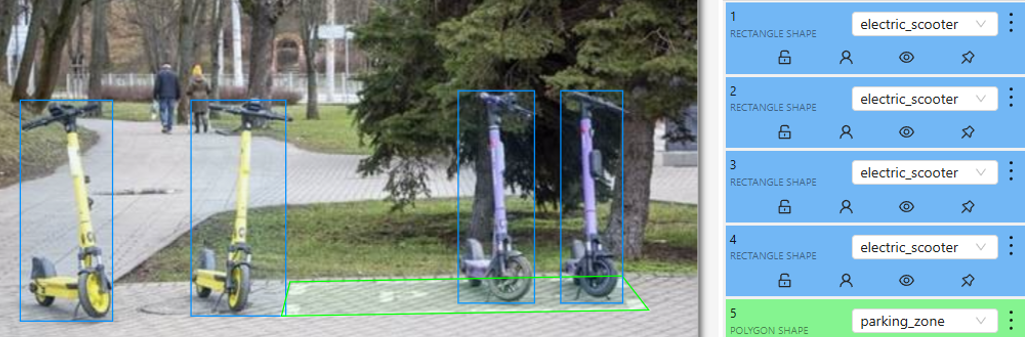 1
RECTANGLE SHAPE
electric_scooter
2
RECTANGLE SHAPE
electric_scooter
3
RECTANGLE SHAPE
electric_scooter
4
RECTANGLE SHAPE
electric_scooter
5
POLYGON SHAPE
parking_zone